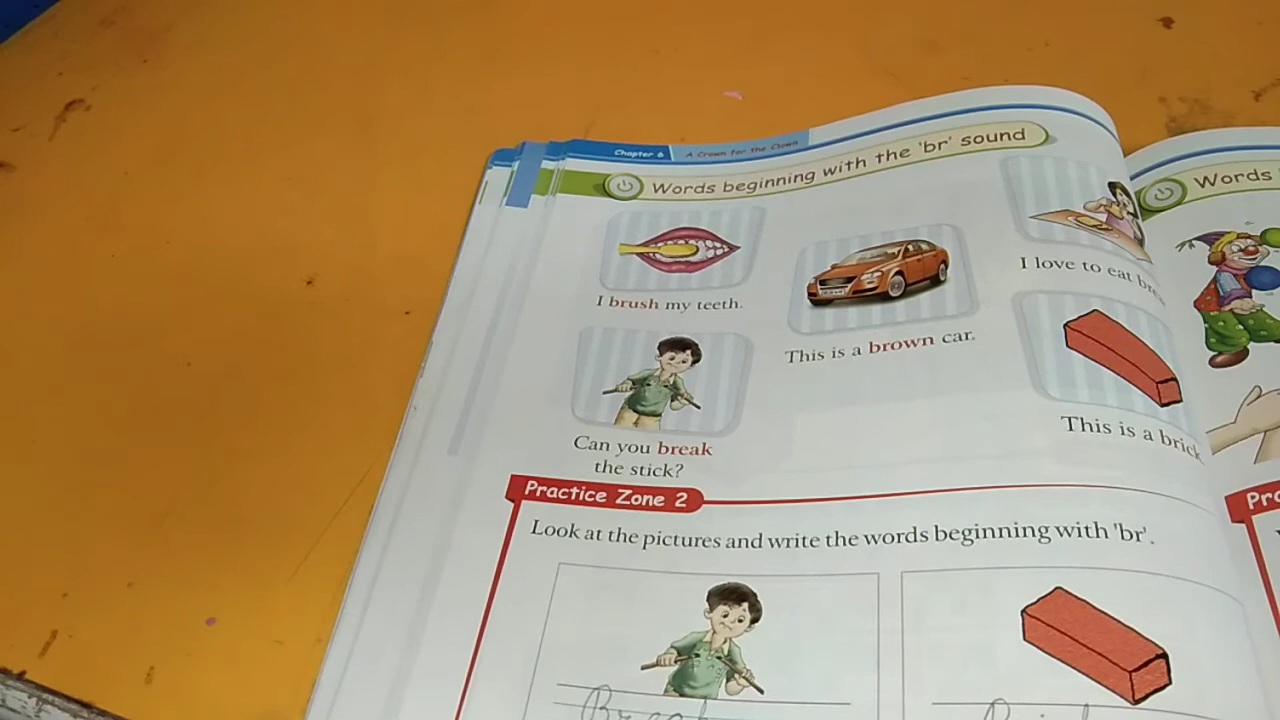 Chapter 6 A Crown for the Clown
Words beginning with the 'br' sound
I brush my teeth.
This is a brown car.
I love to eat
Can you break
the stick?
This is a brick
Practice Zone 2
Look at the pictures and write the words beginning with 'br'.
Words